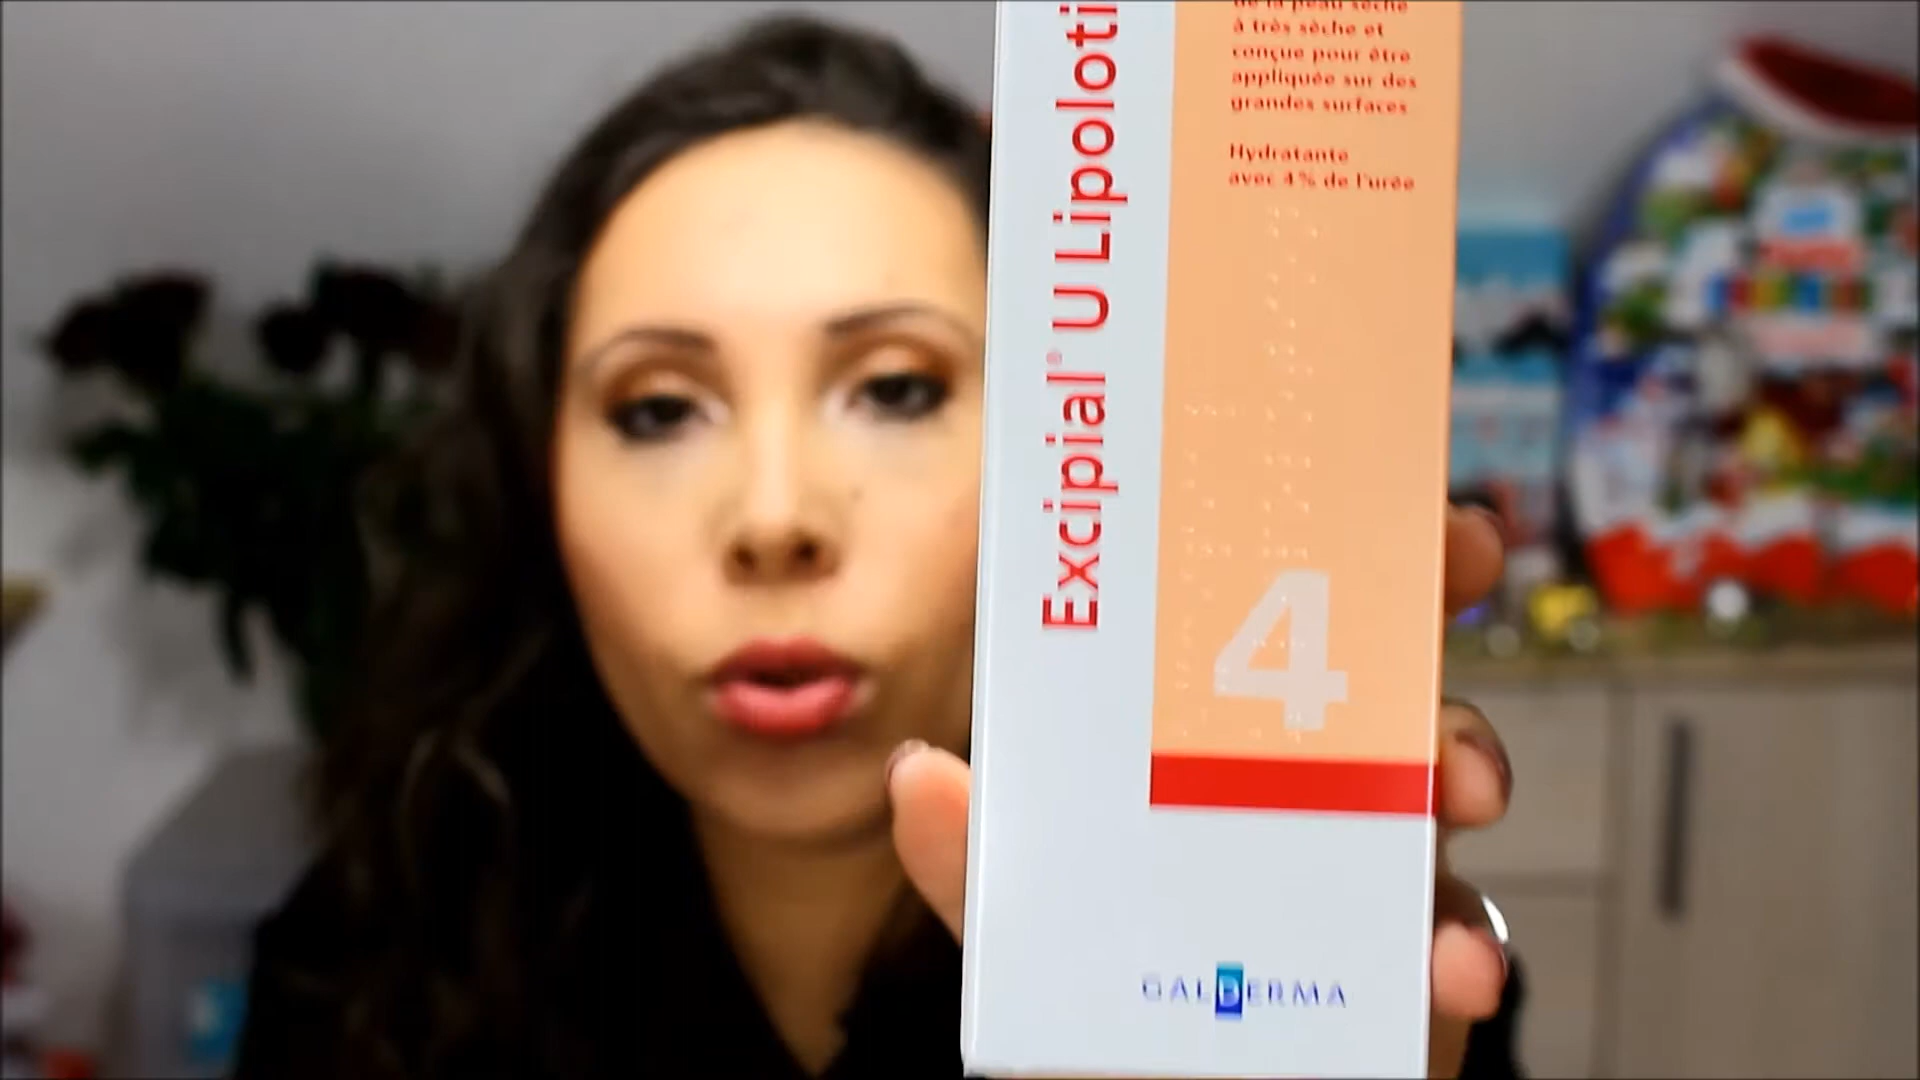 Excipial® U Lipoloti
de la peau sèche
à très sèche et
conçue pour être
appliquée sur des
grandes surfaces
Hydratante
avec 4% de l'urée
4
GALDERMA